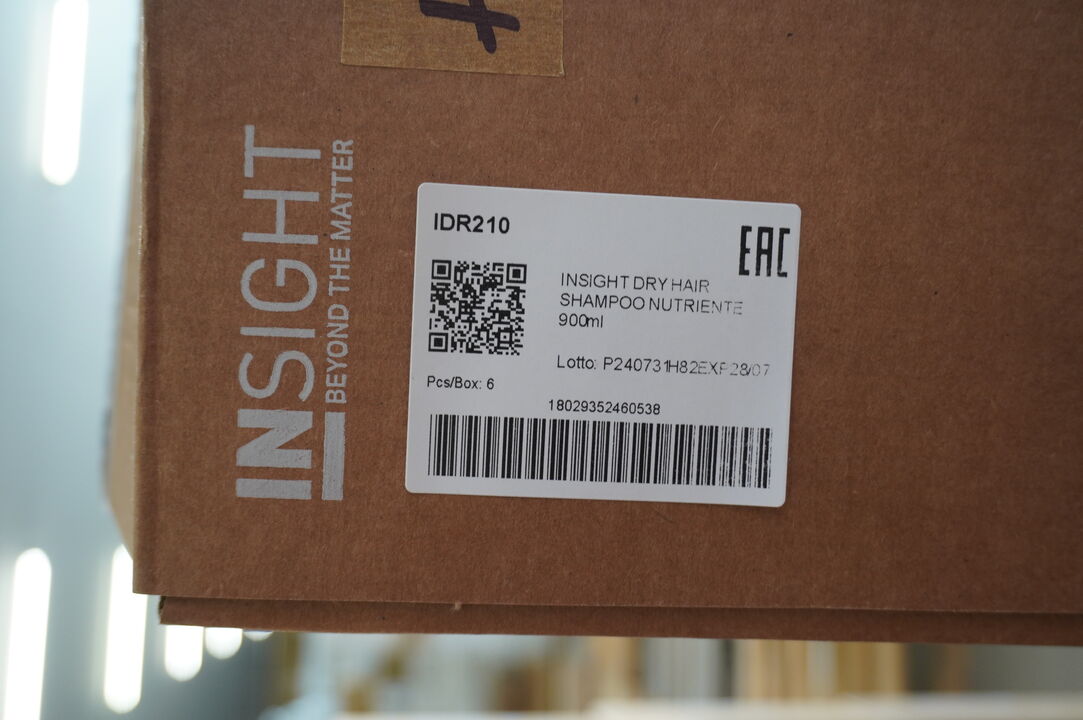 INSIGHT
BEYOND THE MATTER
IDR210
EAC
INSIGHT DRY HAIR
SHAMPOO NUTRIENTE
900ml
Lotto: P240731H82EXP28/07
Pcs/Box: 6
18029352460538